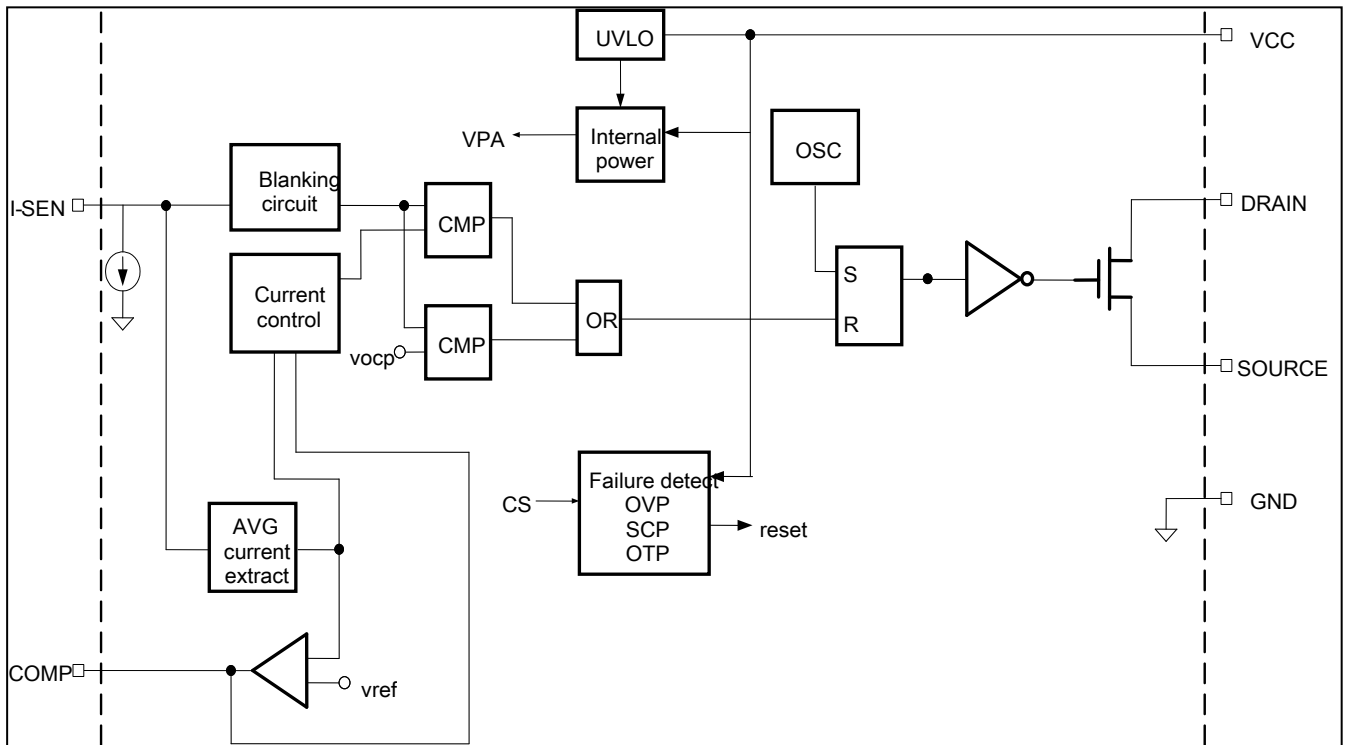 UVLO
VCC
VPA
Internal
power
OSC
I-SEN
Blanking
circuit
CMP
DRAIN
Current
control
S
R
OR
vocp
CMP
SOURCE
Failure detect
OVP
SCP
OTP
CS
reset
GND
AVG
current
extract
COMP
vref